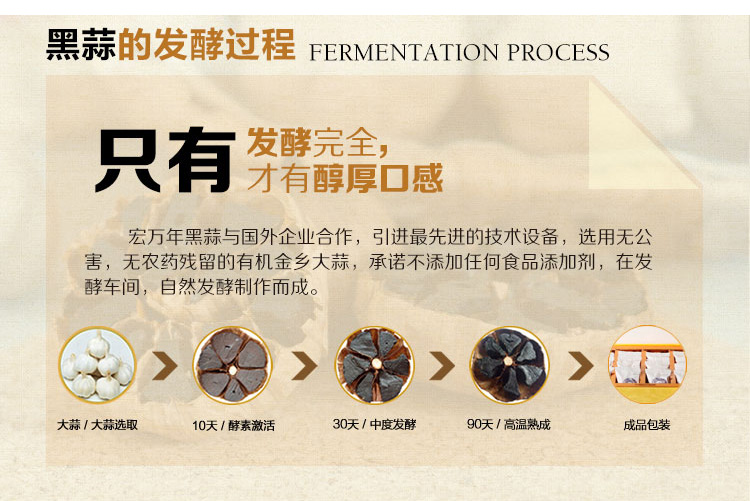 黑蒜的发酵过程 FERMENTATION PROCESS
只有
发酵完全,
才有醇厚口感
宏万年黑蒜与国外企业合作，引进最先进的技术设备，选用无公
害，无农药残留的有机金乡大蒜，承诺不添加任何食品添加剂，在发
酵车间，自然发酵制作而成。
大蒜 / 大蒜选取
10天 / 酵素激活
30天 / 中度发酵
90天 / 高温熟成
成品包装